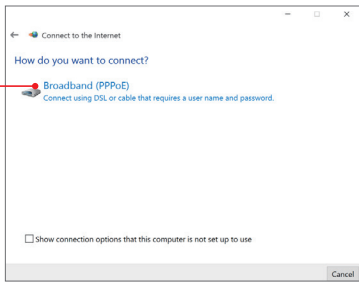 Connect to the Internet
How do you want to connect?
Broadband (PPPoE)
Connect using DSL or cable that requires a user name and password.
Show connection options that this computer is not set up to use
Cancel